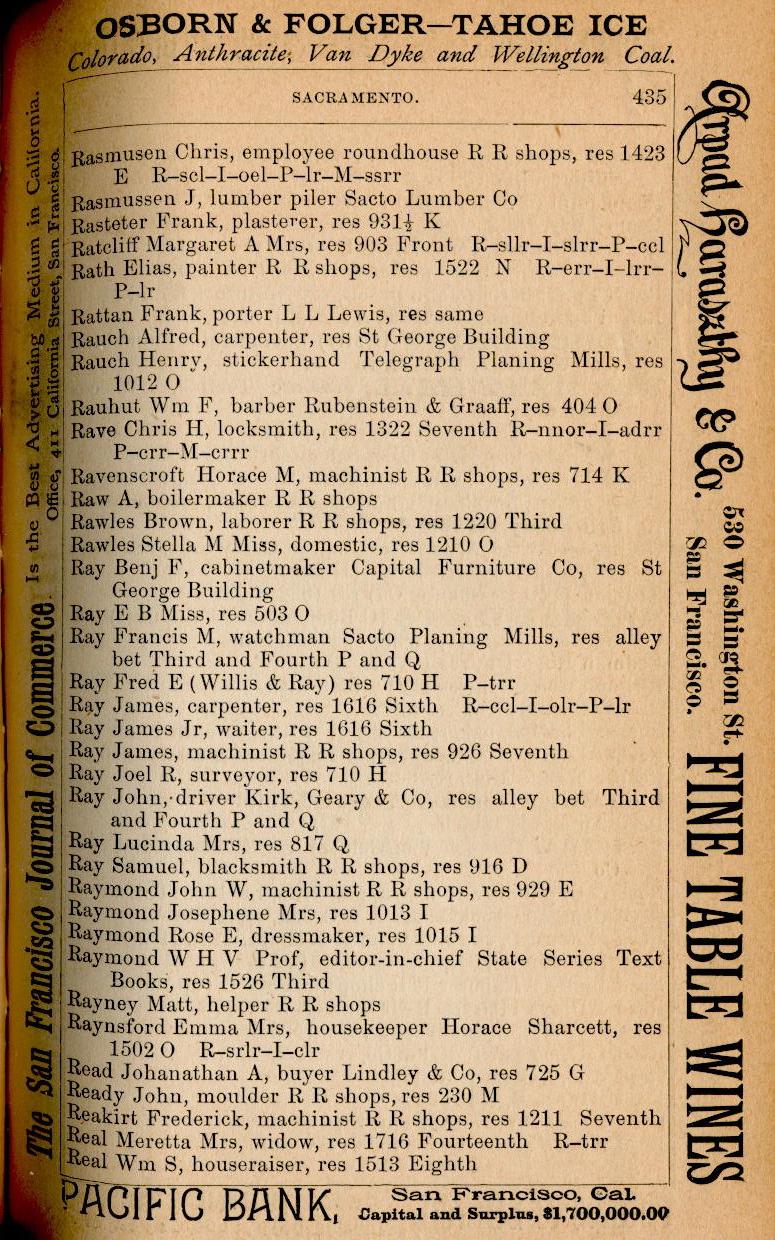 OSBORN & FOLGER—TAHOE ICE
Colorado, Anthracite, Van Dyke and Wellington Coal.
SACRAMENTO. 435
Rasmusen Chris, employee roundhouse R R shops, res 1423
E R–scl–I–oel–P–lr–M–ssrr
Rasmussen J, lumber piler Sacto Lumber Co
Rasteter Frank, plasterer, res 931½ K
Ratcliff Margaret A Mrs, res 903 Front R–sllr–I–slrr–P–ccl
Rath Elias, painter R R shops, res 1522 N R–err–I–lrr–
P–lr
Rattan Frank, porter L L Lewis, res same
Rauch Alfred, carpenter, res St George Building
Rauch Henry, stickerhand Telegraph Planing Mills, res
1012 O
Rauhut Wm F, barber Rubenstein & Graaff, res 404 O
Rave Chris H, locksmith, res 1322 Seventh R–nnor–I–adrr
P–crr–M–crrr
Ravenscroft Horace M, machinist R R shops, res 714 K
Raw A, boilermaker R R shops
Rawles Brown, laborer R R shops, res 1220 Third
Rawles Stella M Miss, domestic, res 1210 O
Ray Benj F, cabinetmaker Capital Furniture Co, res St
George Building
Ray E B Miss, res 503 O
Ray Francis M, watchman Sacto Planing Mills, res alley
bet Third and Fourth P and Q
Ray Fred E (Willis & Ray) res 710 H P–trr
Ray James, carpenter, res 1616 Sixth R–ccl–I–olr–P–lr
Ray James Jr, waiter, res 1616 Sixth
Ray James, machinist R R shops, res 926 Seventh
Ray Joel R, surveyor, res 710 H
Ray John, driver Kirk, Geary & Co, res alley bet Third
and Fourth P and Q
Ray Lucinda Mrs, res 817 Q
Ray Samuel, blacksmith R R shops, res 916 D
Raymond John W, machinist R R shops, res 929 E
Raymond Josephene Mrs, res 1013 I
Raymond Rose E, dressmaker, res 1015 I
Raymond W H V Prof, editor-in-chief State Series Text
Books, res 1526 Third
Rayney Matt, helper R R shops
Raynsford Emma Mrs, housekeeper Horace Sharcett, res
1502 O R–srlr–I–clr
Read Johanathan A, buyer Lindley & Co, res 725 G
Ready John, moulder R R shops, res 230 M
Reakirt Frederick, machinist R R shops, res 1211 Seventh
Real Meretta Mrs, widow, res 1716 Fourteenth R–trr
Real Wm S, houseraiser, res 1513 Eighth
PACIFIC BANK, San Francisco, Cal.
Capital and Surplus, $1,700,000.00
The San Francisco Journal of Commerce. Is the Best Advertising Medium in California.
Office, 411 California Street, San Francisco.
Arpad Haraszthy & Co. 530 Washington St.
San Francisco.
FINE TABLE WINES